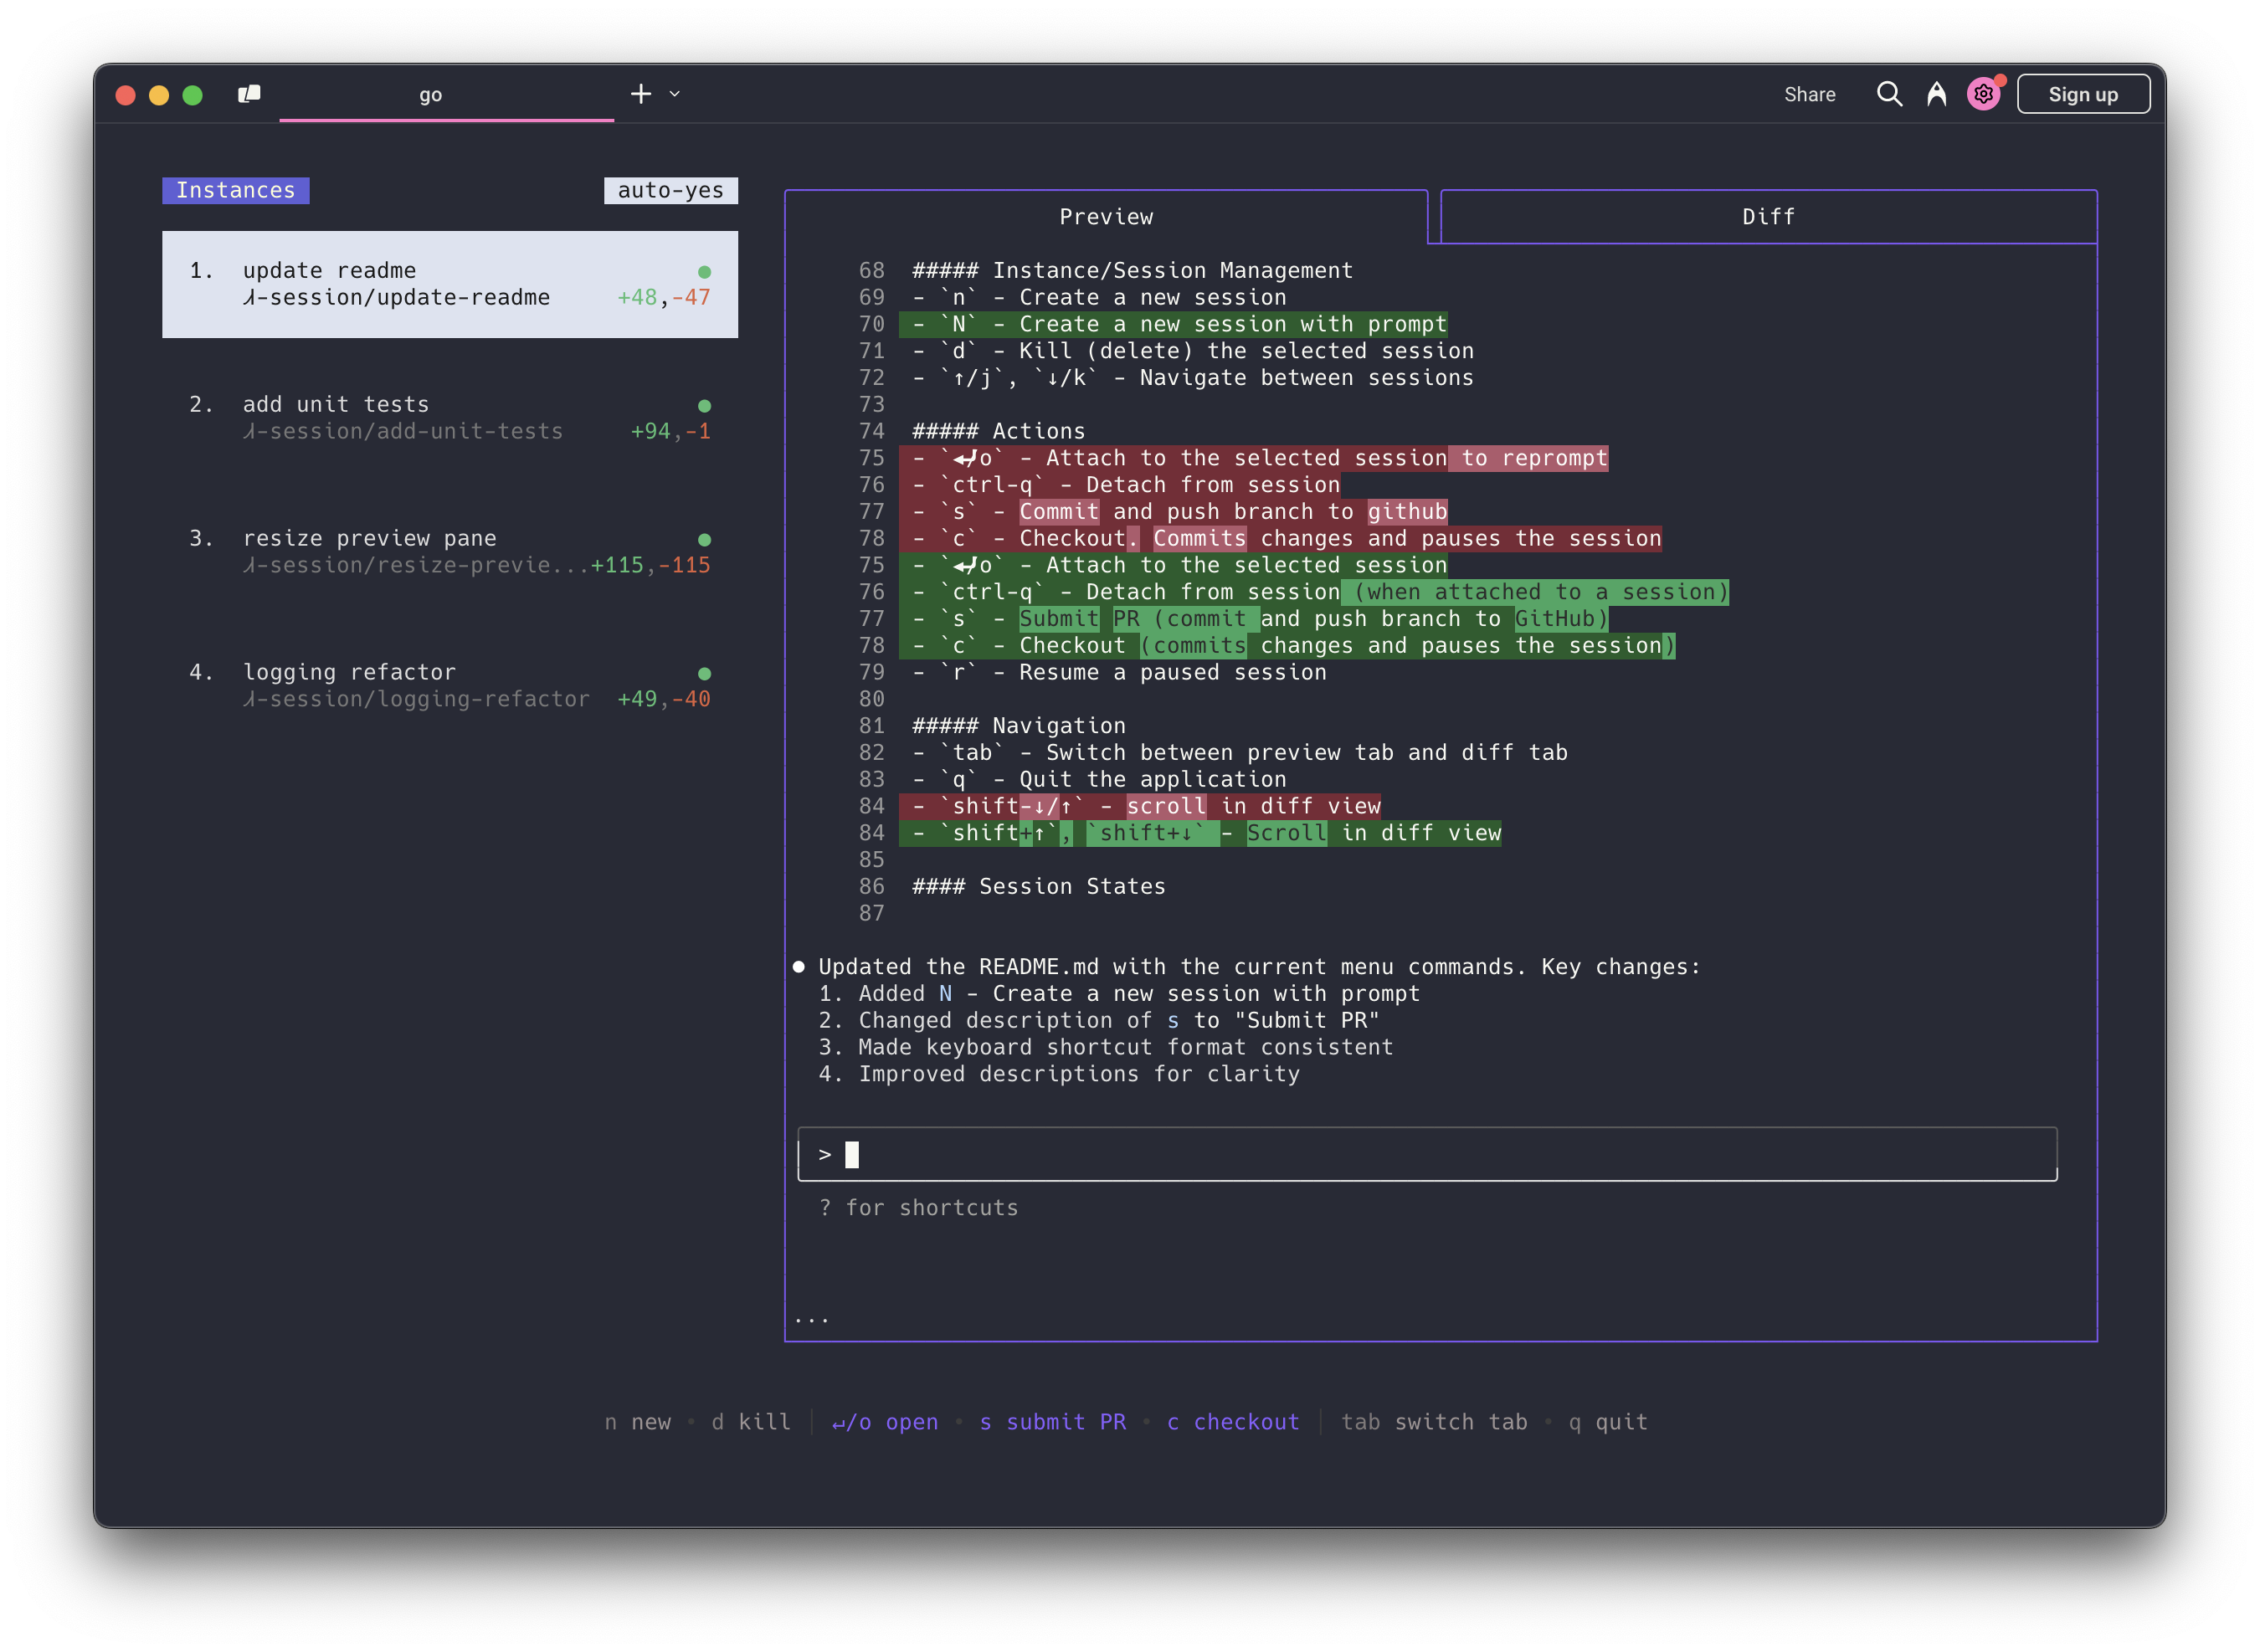 go
Share
Sign up
Instances auto-yes
1. update readme
⅄-session/update-readme +48,-47
2. add unit tests
⅄-session/add-unit-tests +94,-1
3. resize preview pane
⅄-session/resize-previe...+115,-115
4. logging refactor
⅄-session/logging-refactor +49,-40
Preview
Diff
68 ##### Instance/Session Management
69 - `n` - Create a new session
70 - `N` - Create a new session with prompt
71 - `d` - Kill (delete) the selected session
72 - `↑/j`, `↓/k` - Navigate between sessions
73
74 ##### Actions
75 - `↵/o` - Attach to the selected session to reprompt
76 - `ctrl-q` - Detach from session
77 - `s` - Commit and push branch to github
78 - `c` - Checkout. Commits changes and pauses the session
75 - `↵/o` - Attach to the selected session
76 - `ctrl-q` - Detach from session (when attached to a session)
77 - `s` - Submit PR (commit and push branch to GitHub)
78 - `c` - Checkout (commits changes and pauses the session)
79 - `r` - Resume a paused session
80
81 ##### Navigation
82 - `tab` - Switch between preview tab and diff tab
83 - `q` - Quit the application
84 - `shift-↓/↑` - scroll in diff view
84 - `shift+↑`, `shift+↓` - Scroll in diff view
85
86 #### Session States
87
● Updated the README.md with the current menu commands. Key changes:
1. Added N - Create a new session with prompt
2. Changed description of s to "Submit PR"
3. Made keyboard shortcut format consistent
4. Improved descriptions for clarity
>
? for shortcuts
...
n new • d kill │ ↵/o open • s submit PR • c checkout │ tab switch tab • q quit